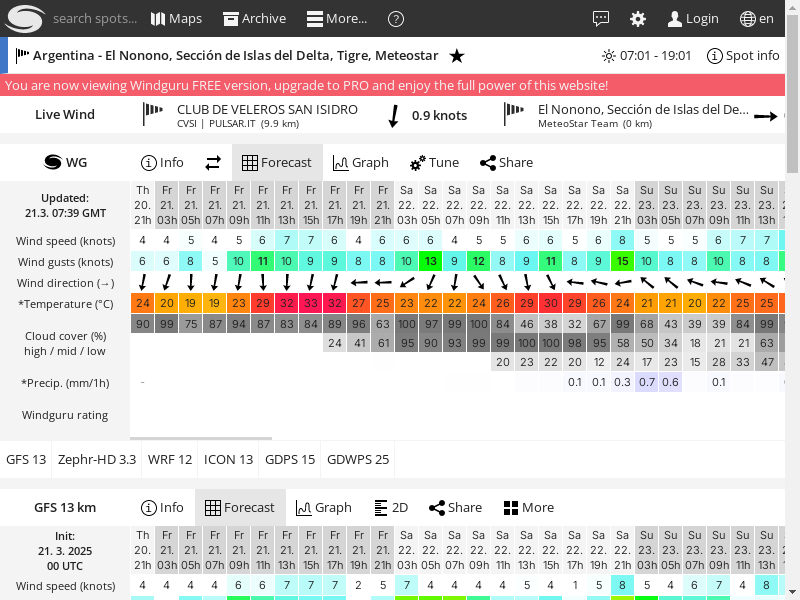 search spots... Maps Archive More... ? Login en
Argentina - El Nonono, Sección de Islas del Delta, Tigre, Meteostar ★ 07:01 - 19:01 Spot info
You are now viewing Windguru FREE version, upgrade to PRO and enjoy the full power of this website!
Live Wind CLUB DE VELEROS SAN ISIDRO 0.9 knots El Nonono, Sección de Islas del De...
CVSI | PULSAR.IT (9.9 km) MeteoStar Team (0 km)
WG Info Forecast Graph Tune Share
Updated:
21.3. 07:39 GMT
Th Fr Fr Fr Fr Fr Fr Fr Fr Fr Fr Sa Sa Sa Sa Sa Sa Sa Sa Sa Sa Su Su Su Su Su Su
20. 21. 21. 21. 21. 21. 21. 21. 21. 21. 21. 22. 22. 22. 22. 22. 22. 22. 22. 22. 22. 23. 23. 23. 23. 23. 23.
21h 03h 05h 07h 09h 11h 13h 15h 17h 19h 21h 03h 05h 07h 09h 11h 13h 15h 17h 19h 21h 03h 05h 07h 09h 11h 13h
Wind speed (knots) 4 4 5 4 5 6 7 7 6 4 6 6 6 4 5 5 6 6 5 6 8 5 5 5 6 7 7
Wind gusts (knots) 6 6 8 5 10 11 10 9 9 8 8 10 13 9 12 8 9 11 8 9 15 10 8 8 10 8 8
Wind direction (→)
*Temperature (°C) 24 20 19 19 23 29 32 33 32 27 25 23 22 22 24 26 29 30 29 26 24 21 21 20 22 25 25
Cloud cover (%)
high / mid / low
90 99 75 87 94 87 83 84 89 96 63 100 97 99 100 84 46 38 32 67 99 68 43 39 39 84 99
24 41 61 95 90 93 99 99 100 100 98 95 58 50 34 18 21 21 63
20 23 22 20 12 24 17 23 15 28 33 47
*Precip. (mm/1h) - 0.1 0.1 0.3 0.7 0.6 0.1
Windguru rating
GFS 13 Zephr-HD 3.3 WRF 12 ICON 13 GDPS 15 GDWPS 25
GFS 13 km Info Forecast Graph 2D Share More
Init:
21. 3. 2025
00 UTC
Th Fr Fr Fr Fr Fr Fr Fr Fr Fr Fr Sa Sa Sa Sa Sa Sa Sa Sa Sa Sa Su Su Su Su Su Su
20. 21. 21. 21. 21. 21. 21. 21. 21. 21. 21. 22. 22. 22. 22. 22. 22. 22. 22. 22. 22. 23. 23. 23. 23. 23. 23.
21h 03h 05h 07h 09h 11h 13h 15h 17h 19h 21h 03h 05h 07h 09h 11h 13h 15h 17h 19h 21h 03h 05h 07h 09h 11h 13h
Wind speed (knots) 4 4 4 4 6 6 7 7 7 2 5 7 4 4 4 4 5 4 1 5 8 5 4 6 7 4 8